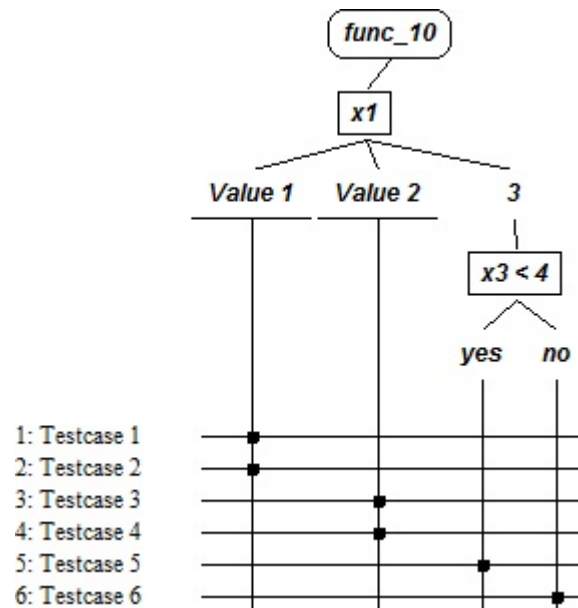 func_10
x1
Value 1 Value 2 3
x3 < 4
yes no
1: Testcase 1
2: Testcase 2
3: Testcase 3
4: Testcase 4
5: Testcase 5
6: Testcase 6